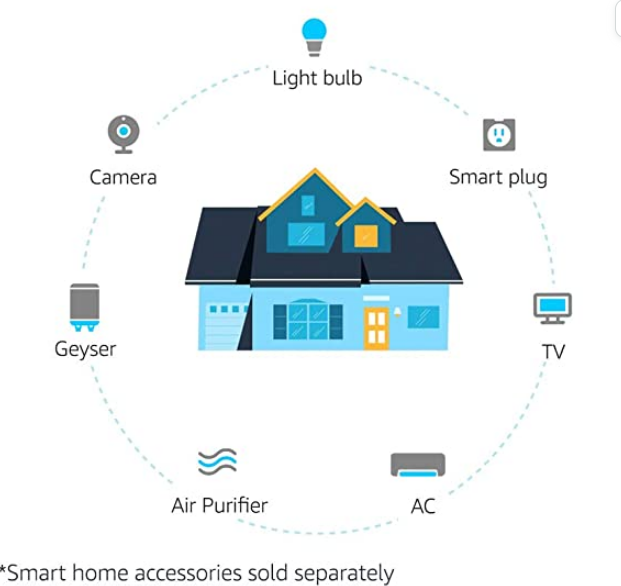 Light bulb
Camera
Smart plug
Geyser
TV
Air Purifier
AC
*Smart home accessories sold separately